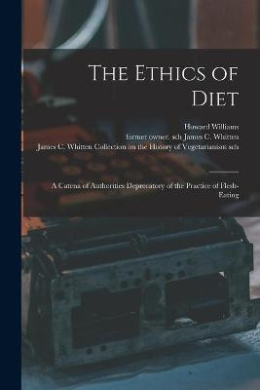 The Ethics of
Diet
Howard Williams
former owner. sch James C. Whitten
James C. Whitten Collection on the History of Vegetarianism sch
A Catena of Authorities Deprecatory of the Practice of Flesh-
Eating